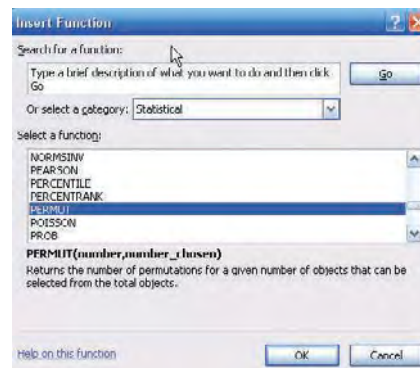 Insert Function
Search for a function:
Type a brief description of what you want to do and then click
Go
Go
Or select a category: Statistical
Select a function:
NORMSINV
PEARSON
PERCENTILE
PERCENTRANK
PERMUT
POISSON
PROB
PERMUT(number,number_chosen)
Returns the number of permutations for a given number of objects that can be
selected from the total objects.
Help on this function
OK
Cancel